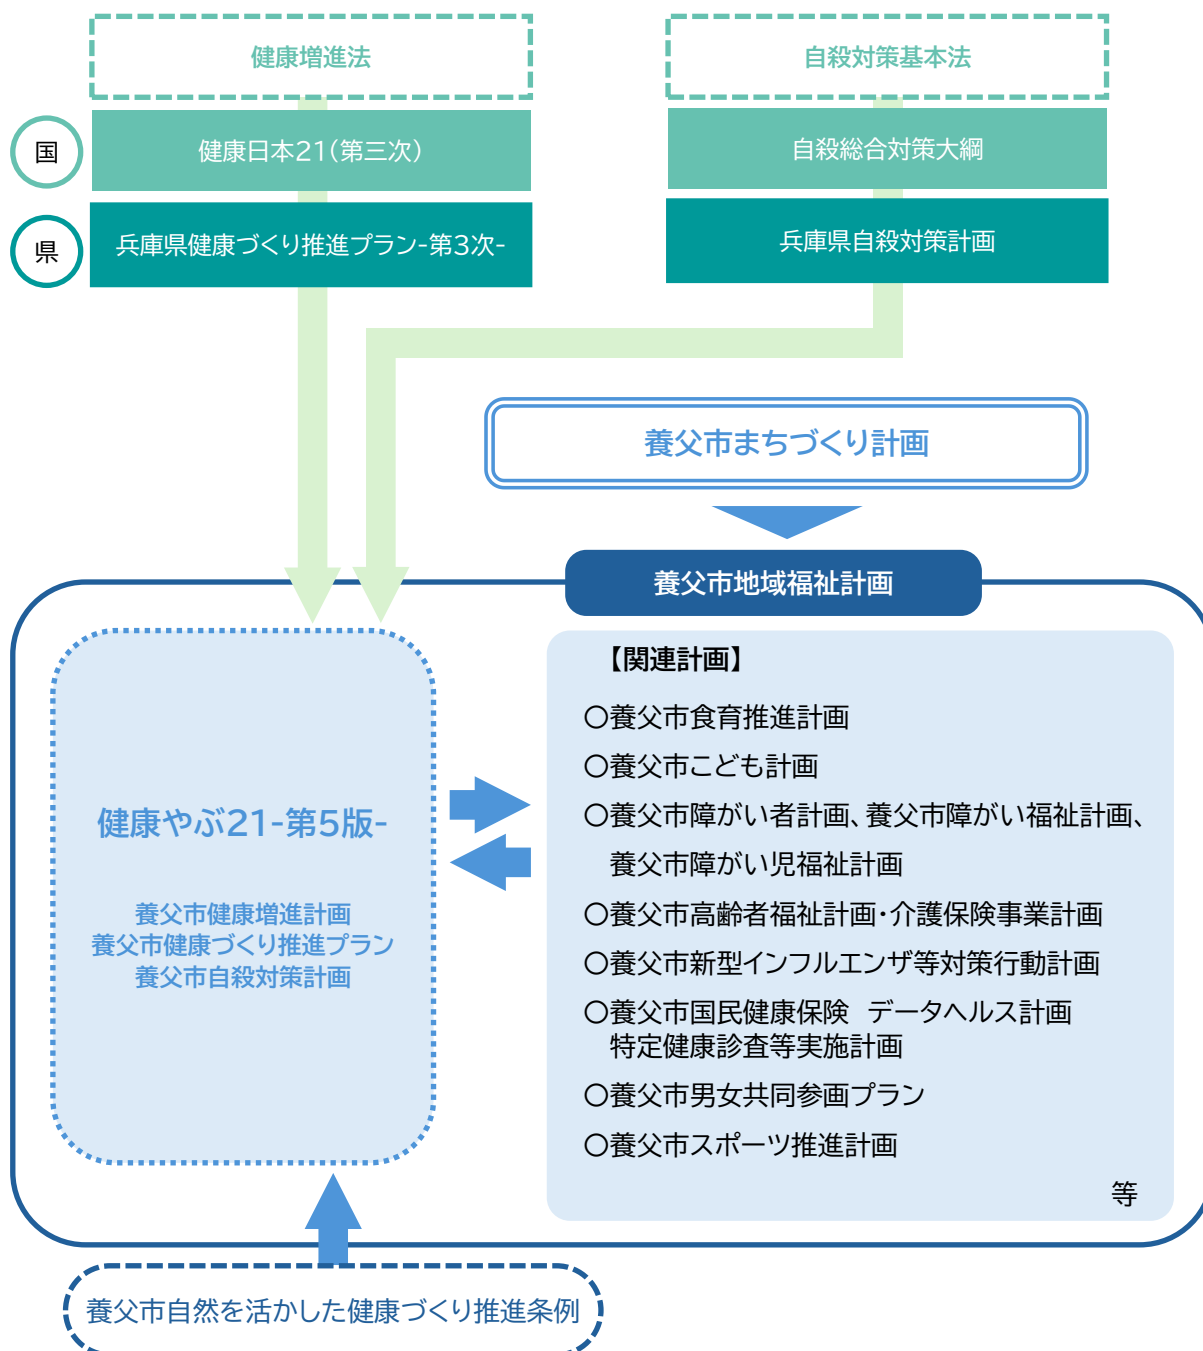 健康増進法
自殺対策基本法
国
健康日本21(第三次)
自殺総合対策大綱
県
兵庫県健康づくり推進プラン-第3次-
兵庫県自殺対策計画
養父市まちづくり計画
養父市地域福祉計画
健康やぶ21-第5版-
養父市健康増進計画
養父市健康づくり推進プラン
養父市自殺対策計画
【関連計画】
〇養父市食育推進計画
〇養父市こども計画
〇養父市障がい者計画、養父市障がい福祉計画、
養父市障がい児福祉計画
〇養父市高齢者福祉計画・介護保険事業計画
〇養父市新型インフルエンザ等対策行動計画
〇養父市国民健康保険　データヘルス計画
特定健康診査等実施計画
〇養父市男女共同参画プラン
〇養父市スポーツ推進計画
等
養父市自然を活かした健康づくり推進条例